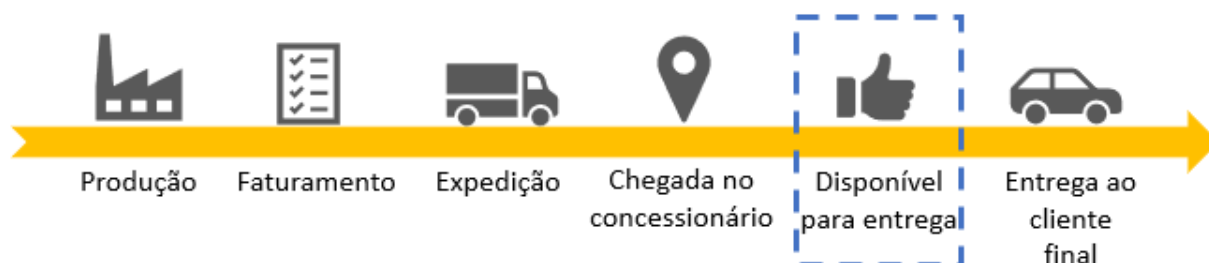 Produção
Faturamento
Expedição
Chegada no
concessionário
Disponível
para entrega
Entrega ao
cliente
final